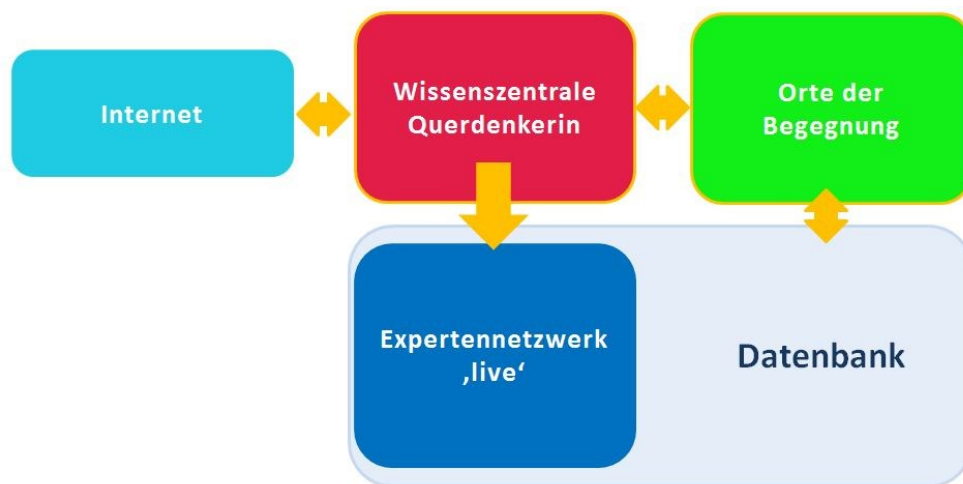 Internet
Wissenszentrale
Querdenkerin
Orte der
Begegnung
Expertennetzwerk
‚live‘
Datenbank